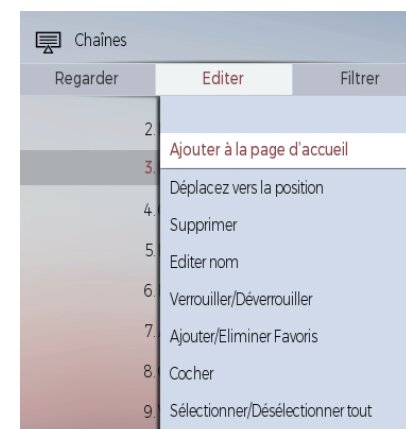 Chaînes
Regarder Editer Filtrer
2.
Ajouter à la page d'accueil
3.
Déplacez vers la position
4.
Supprimer
5.
Editer nom
6.
Verrouiller/Déverrouiller
7.
Ajouter/Eliminer Favoris
8.
Cocher
9.
Sélectionner/Désélectionner tout